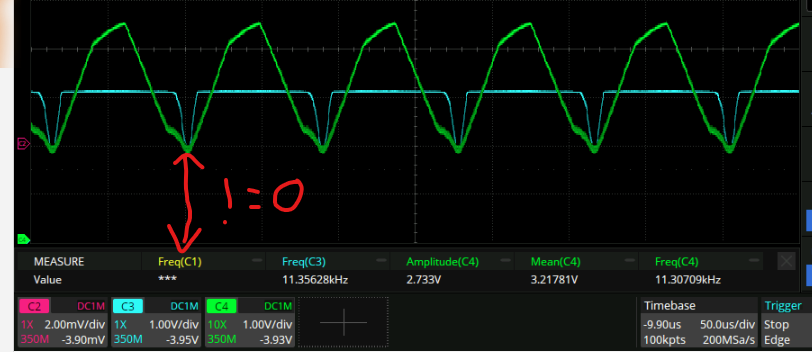 !=0
MEASURE Freq(C1) Freq(C3) Amplitude(C4) Mean(C4) Freq(C4)
Value *** 11.35628kHz 2.733V 3.21781V 11.30709kHz
C2 DC1M C3 DC1M C4 DC1M Timebase Trigger
1X 2.00mV/div 1X 1.00V/div 10X 1.00V/div -9.90us 50.0us/div Stop
350M -3.90mV 350M -3.95V 350M -3.93V 100kpts 200MSa/s Edge